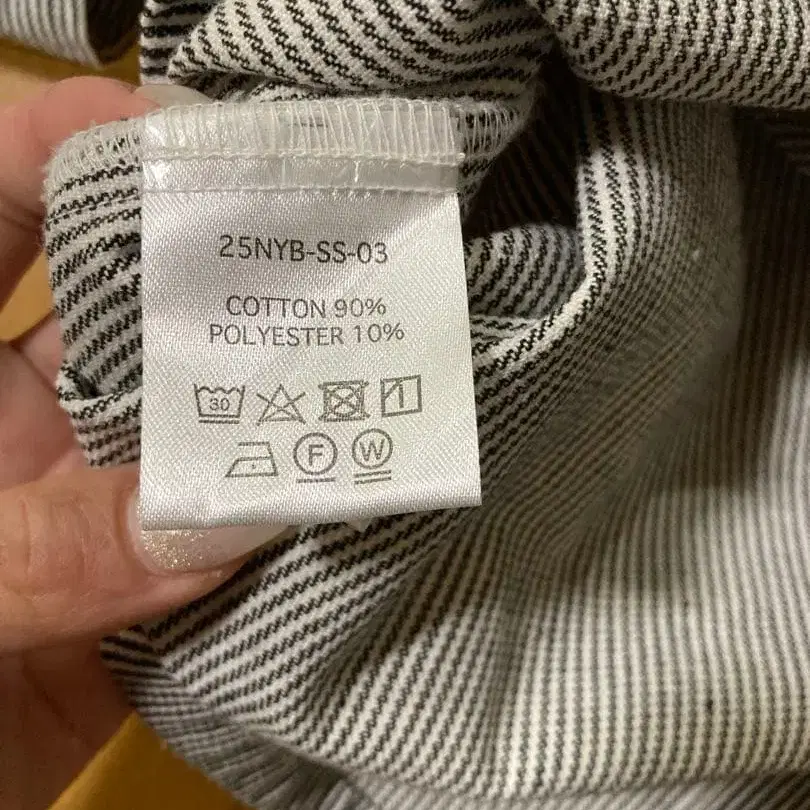 25NYB-SS-03
COTTON 90%
POLYESTER 10%
30
F W